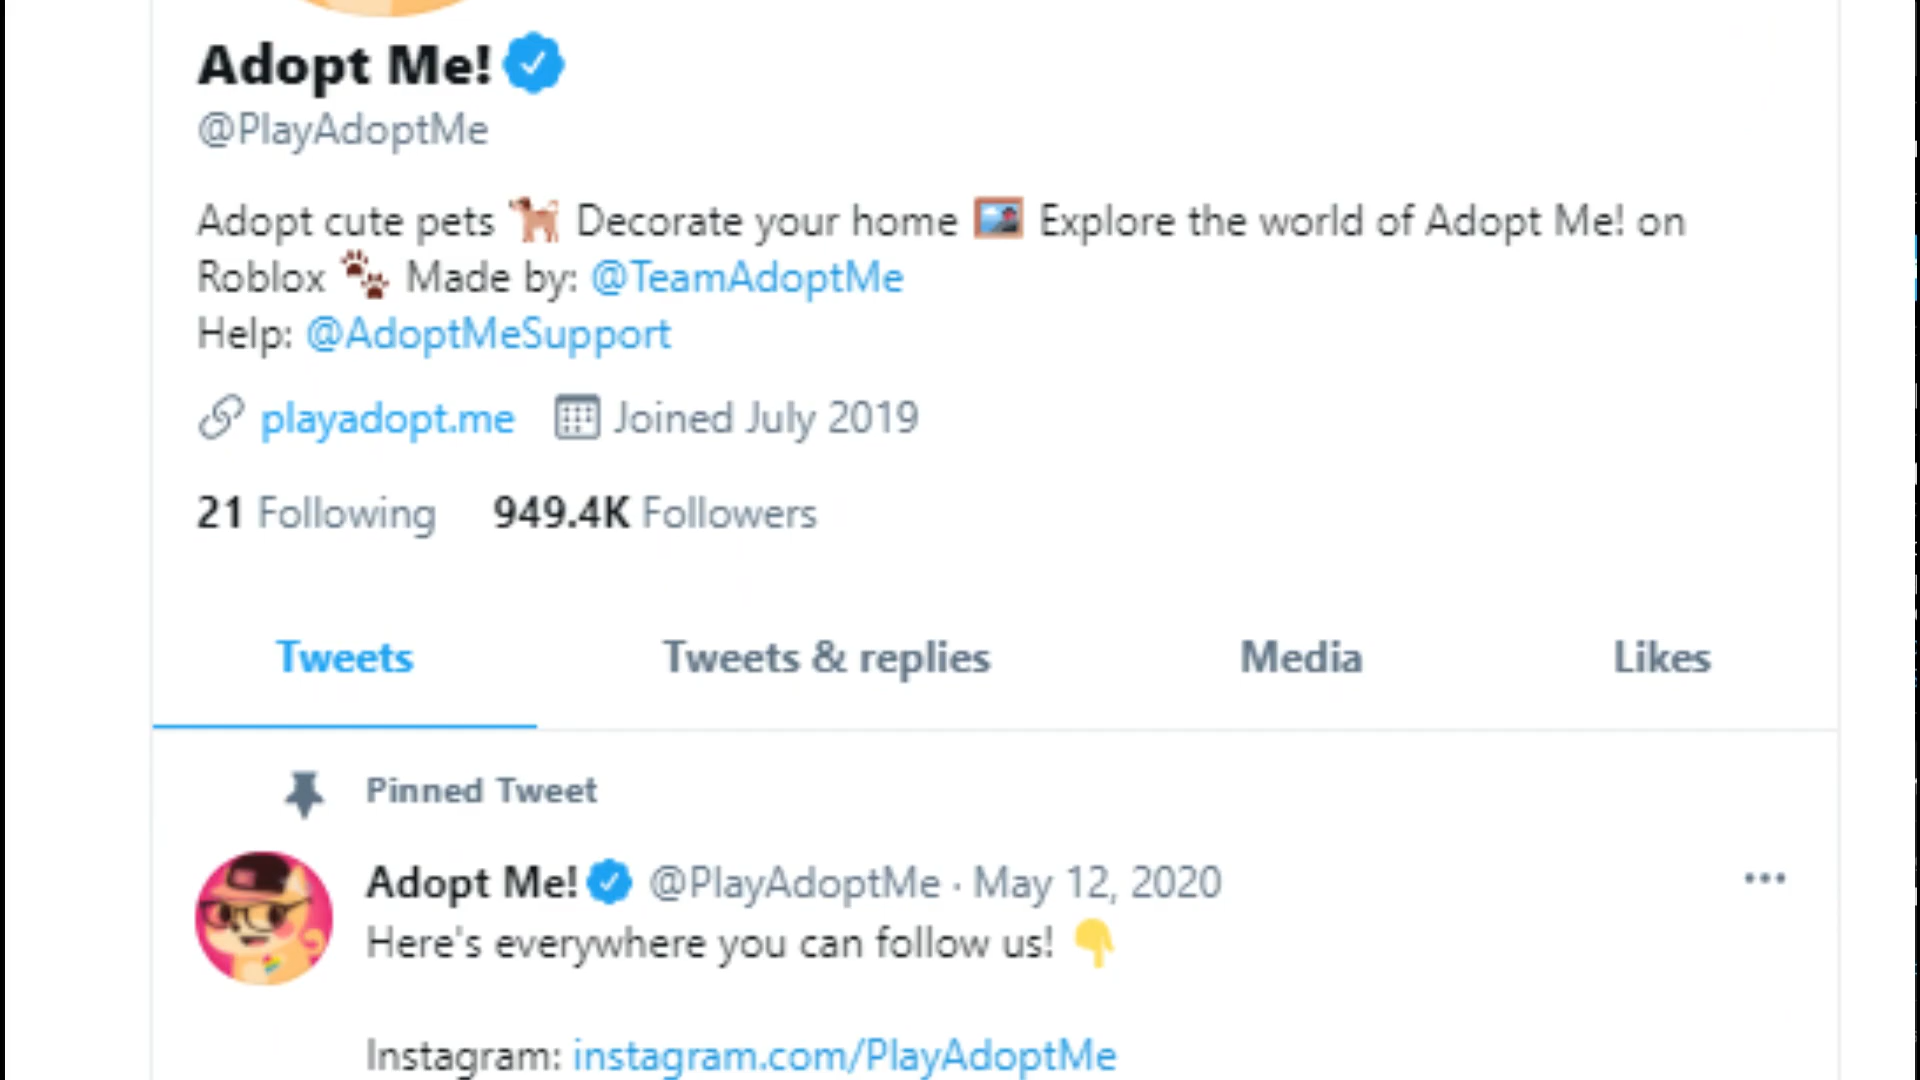 Adopt Me!
@PlayAdoptMe
Adopt cute pets 🐕 Decorate your home 🖼️ Explore the world of Adopt Me! on
Roblox 🐾 Made by: @TeamAdoptMe
Help: @AdoptMeSupport
playadopt.me Joined July 2019
21 Following 949.4K Followers
Tweets Tweets & replies Media Likes
Pinned Tweet
Adopt Me! @PlayAdoptMe · May 12, 2020
Here's everywhere you can follow us! 👇
Instagram: instagram.com/PlayAdoptMe